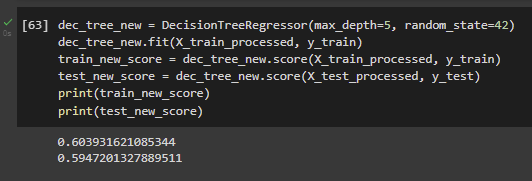 [63] dec_tree_new = DecisionTreeRegressor(max_depth=5, random_state=42)
dec_tree_new.fit(X_train_processed, y_train)
train_new_score = dec_tree_new.score(X_train_processed, y_train)
test_new_score = dec_tree_new.score(X_test_processed, y_test)
print(train_new_score)
print(test_new_score)
0s
0.603931621085344
0.5947201327889511